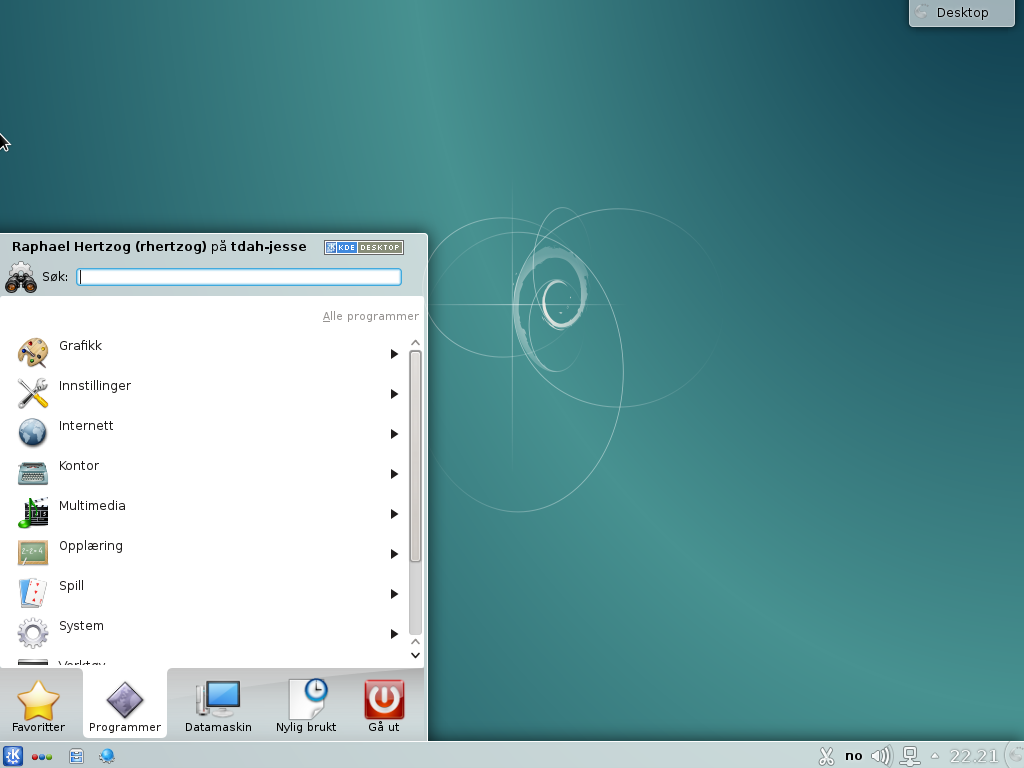 Desktop
Raphael Hertzog (rhertzog) på tdah-jesse KDE DESKTOP
Søk:
Alle programmer
Grafikk
Innstillinger
Internett
Kontor
Multimedia
Opplæring
Spill
System
Verktøy
Favoritter Programmer Datamaskin Nylig brukt Gå ut
no 22.21